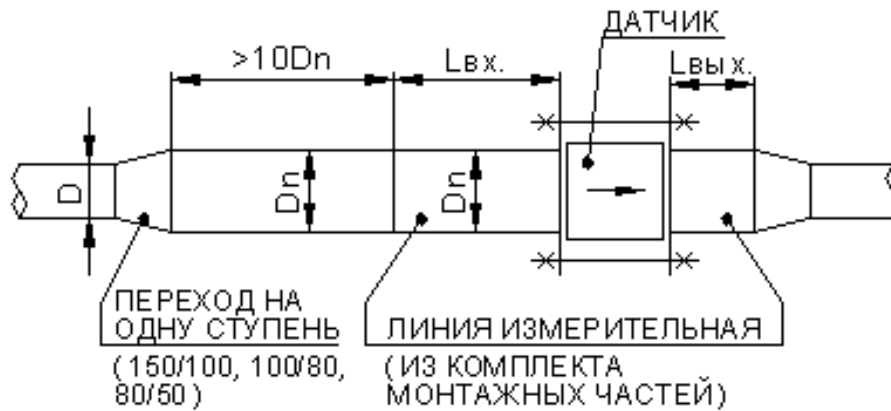 ДАТЧИК
>10Dn
Lвх.
Lвых.
D
Dn
Dn
ПЕРЕХОД НА
ОДНУ СТУПЕНЬ
(150/100, 100/80,
80/50)
ЛИНИЯ ИЗМЕРИТЕЛЬНАЯ
(ИЗ КОМПЛЕКТА
МОНТАЖНЫХ ЧАСТЕЙ)